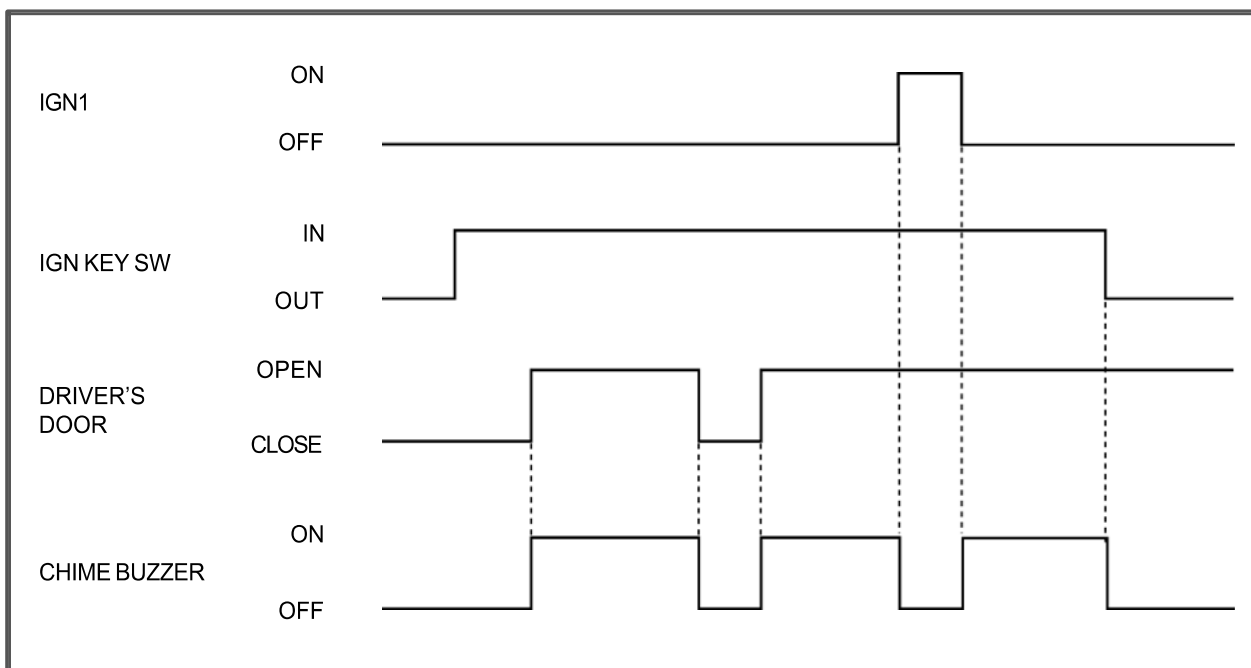 ON
IGN1
OFF
IN
IGN KEY SW
OUT
OPEN
DRIVER’S
DOOR
CLOSE
ON
CHIME BUZZER
OFF